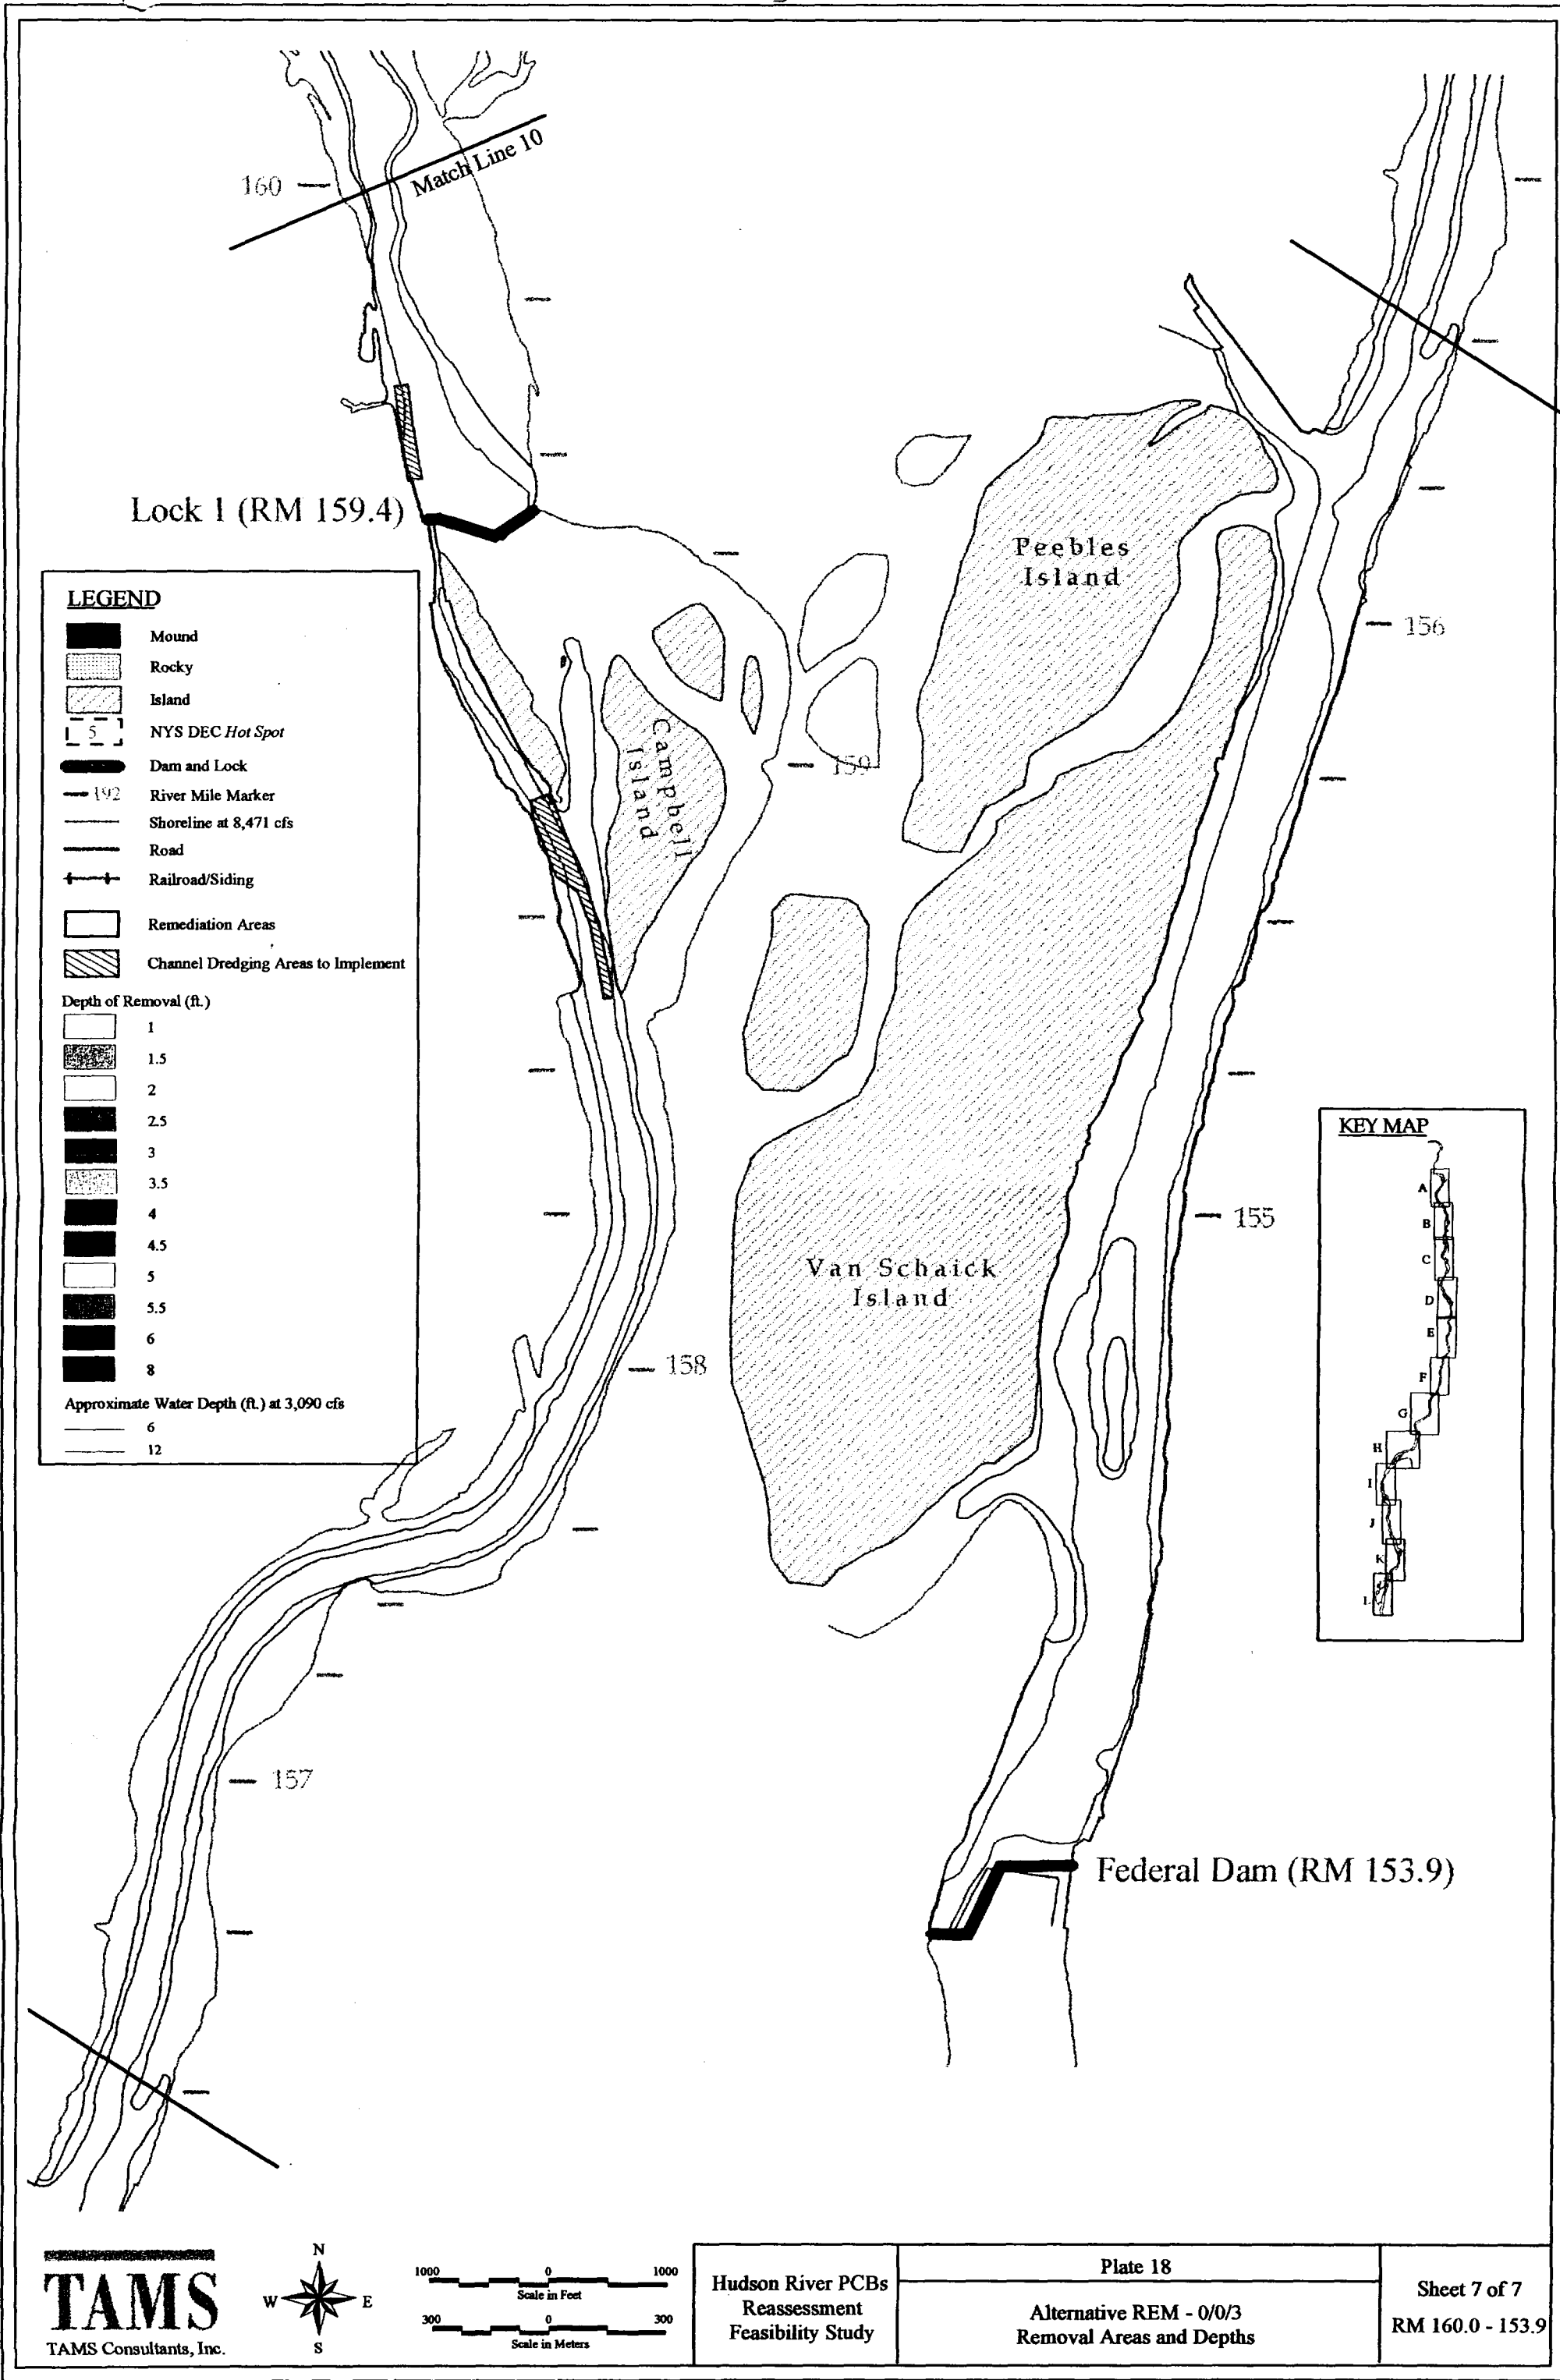 160
Match Line 10
Lock 1 (RM 159.4)
Peebles
Island
156
Campbell
Island
159
LEGEND
Mound
Rocky
Island
5 NYS DEC Hot Spot
Dam and Lock
192 River Mile Marker
Shoreline at 8,471 cfs
Road
Railroad/Siding
Remediation Areas
Channel Dredging Areas to Implement
Depth of Removal (ft.)
1
1.5
2
2.5
3
3.5
4
4.5
5
5.5
6
8
Approximate Water Depth (ft.) at 3,090 cfs
6
12
155
Van Schaick
Island
158
KEY MAP
A
B
C
D
E
F
G
H
I
J
K
L
157
Federal Dam (RM 153.9)
TAMS
TAMS Consultants, Inc.
N
W E
S
1000 0 1000
Scale in Feet
300 0 300
Scale in Meters
Hudson River PCBs
Reassessment
Feasibility Study
Plate 18
Alternative REM - 0/0/3
Removal Areas and Depths
Sheet 7 of 7
RM 160.0 - 153.9